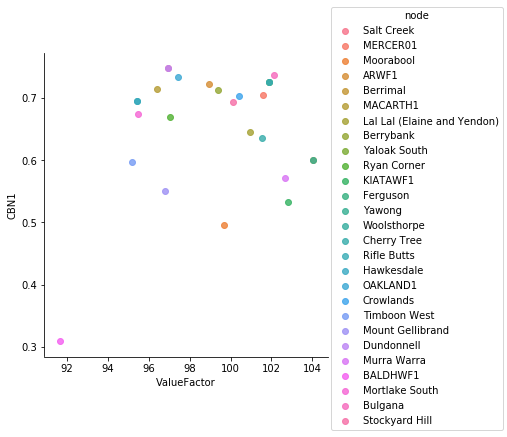 node
Salt Creek
MERCER01
Moorabool
ARWF1
Berrimal
MACARTH1
Lal Lal (Elaine and Yendon)
Berrybank
Yaloak South
Ryan Corner
KIATAWF1
Ferguson
Yawong
Woolsthorpe
Cherry Tree
Rifle Butts
Hawkesdale
OAKLAND1
Crowlands
Timboon West
Mount Gellibrand
Dundonnell
Murra Warra
BALDHWF1
Mortlake South
Bulgana
Stockyard Hill
CBN1
0.7
0.6
0.5
0.4
0.3
92 94 96 98 100 102 104
ValueFactor